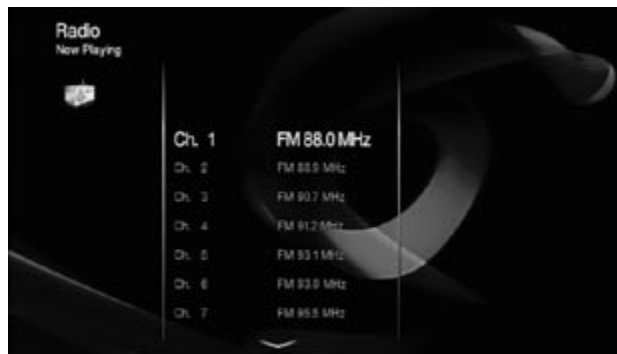 Radio
Now Playing
Ch. 1 FM 88.0 MHz
Ch. 2 FM 88.9 MHz
Ch. 3 FM 90.7 MHz
Ch. 4 FM 91.2 MHz
Ch. 5 FM 93.1 MHz
Ch. 6 FM 93.9 MHz
Ch. 7 FM 95.5 MHz